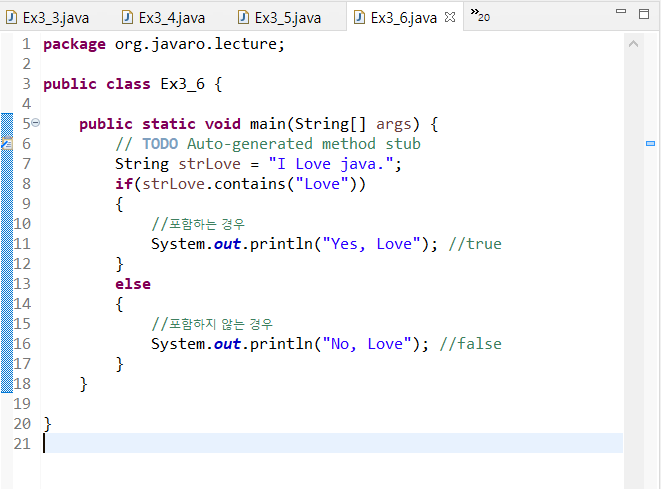 Ex3_3.java Ex3_4.java Ex3_5.java Ex3_6.java »20
1 package org.javaro.lecture;
2
3 public class Ex3_6 {
4
5 public static void main(String[] args) {
6 // TODO Auto-generated method stub
7 String strLove = "I Love java.";
8 if(strLove.contains("Love"))
9 {
10 //포함하는 경우
11 System.out.println("Yes, Love"); //true
12 }
13 else
14 {
15 //포함하지 않는 경우
16 System.out.println("No, Love"); //false
17 }
18 }
19
20 }
21